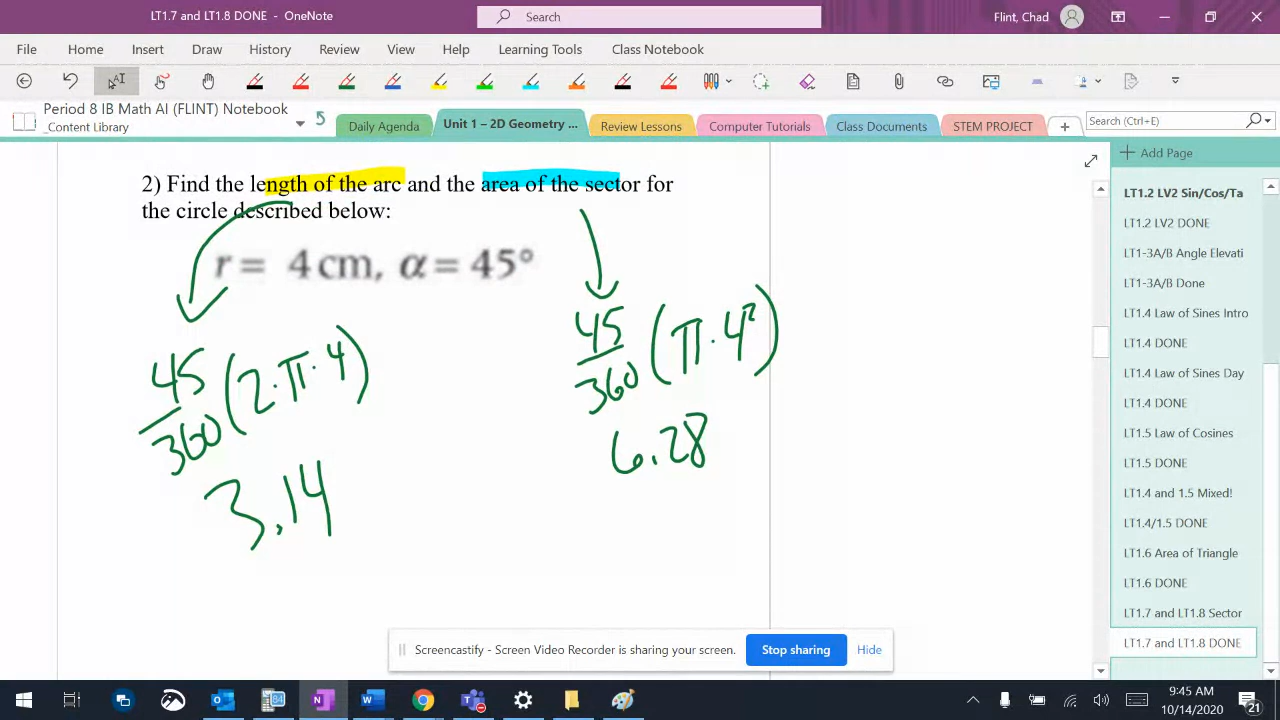 LT1.7 and LT1.8 DONE - OneNote
Search
Flint, Chad
File Home Insert Draw History Review View Help Learning Tools Class Notebook
Period 8 IB Math AI (FLINT) Notebook
_Content Library
Daily Agenda
Unit 1 – 2D Geometry ...
Review Lessons
Computer Tutorials
Class Documents
STEM PROJECT
Search (Ctrl+E)
Add Page
2) Find the length of the arc and the area of the sector for
the circle described below:
r = 4 cm, α = 45°
45/360 (2·π·4)
3.14
45/360 (π·4²)
6.28
LT1.2 LV2 Sin/Cos/Ta
LT1.2 LV2 DONE
LT1-3A/B Angle Elevati
LT1-3A/B Done
LT1.4 Law of Sines Intro
LT1.4 DONE
LT1.4 Law of Sines Day
LT1.4 DONE
LT1.5 Law of Cosines
LT1.5 DONE
LT1.4 and 1.5 Mixed!
LT1.4/1.5 DONE
LT1.6 Area of Triangle
LT1.6 DONE
LT1.7 and LT1.8 Sector
LT1.7 and LT1.8 DONE
Screencastify - Screen Video Recorder is sharing your screen.
Stop sharing
Hide
9:45 AM
10/14/2020
21